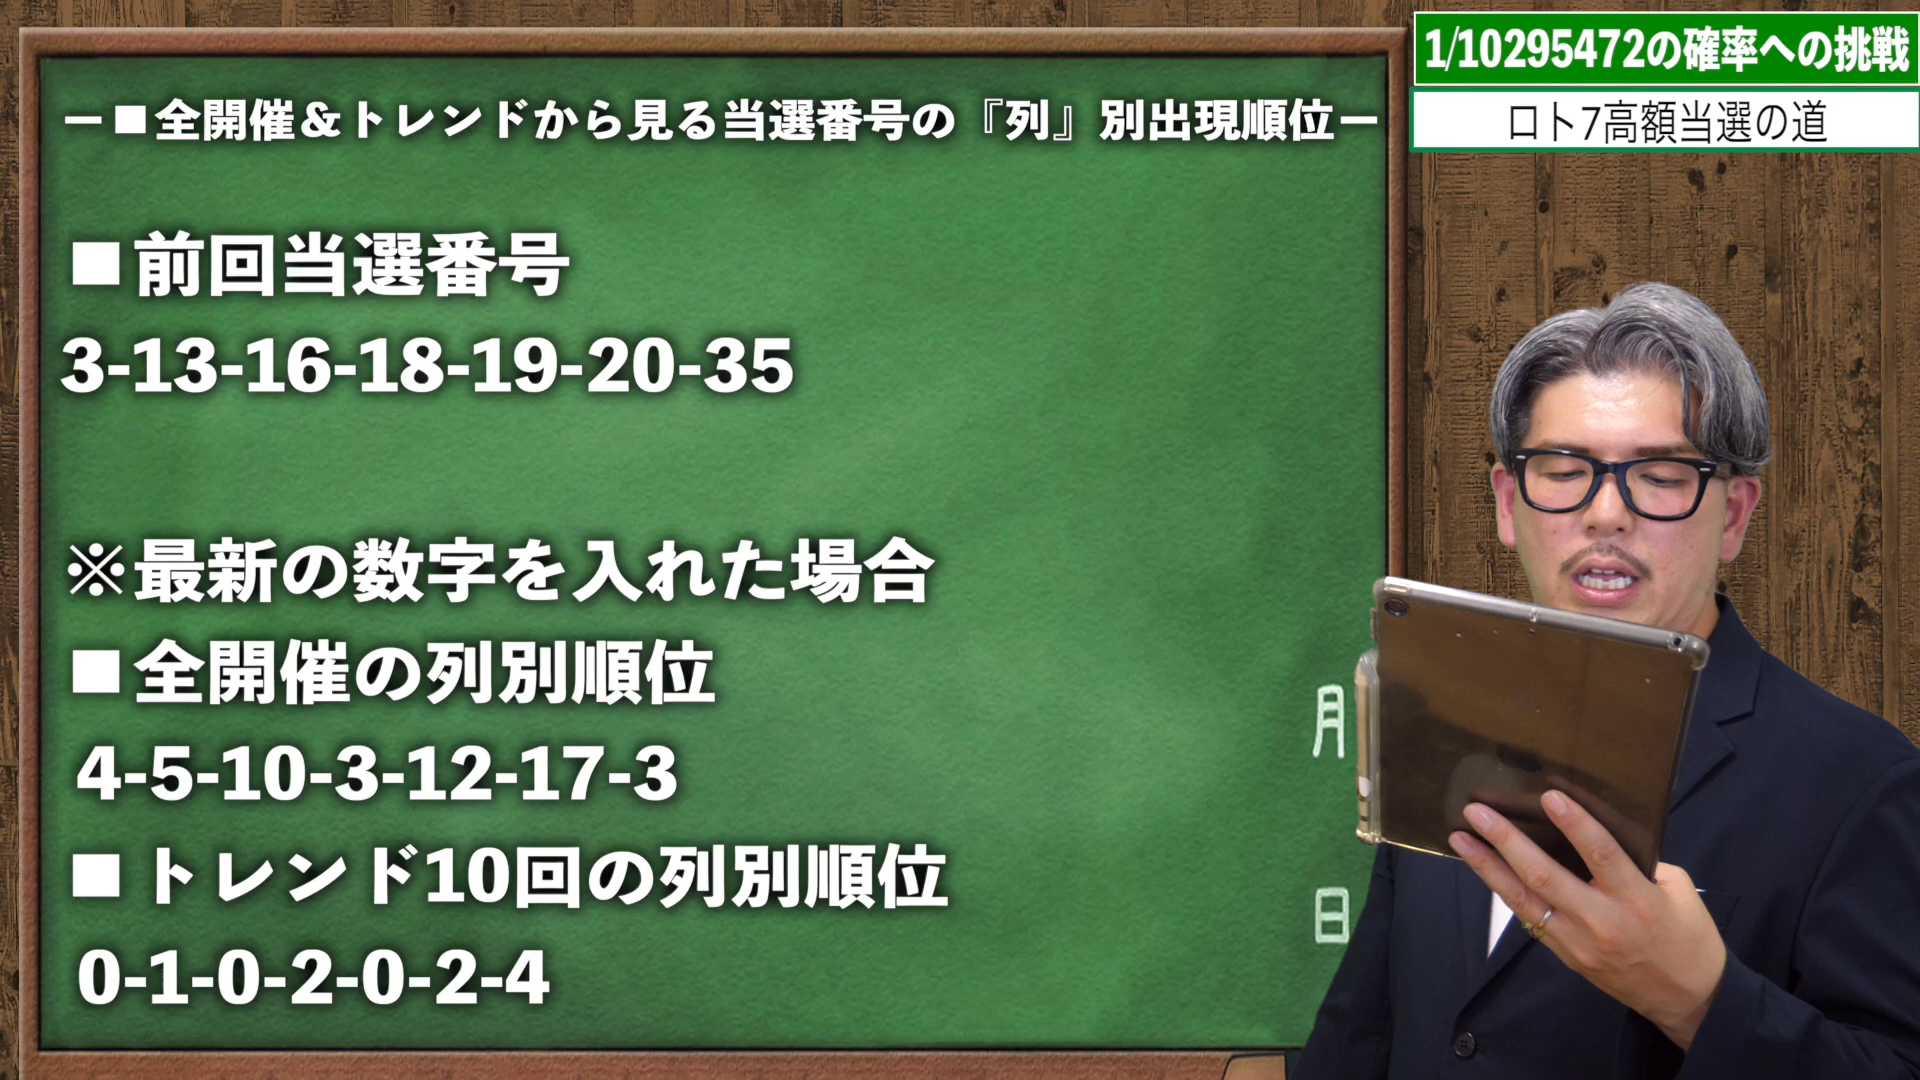 1/10295472の確率への挑戦
ロト7高額当選の道
ー■全開催＆トレンドから見る当選番号の『列』別出現順位ー
■前回当選番号
3-13-16-18-19-20-35
※最新の数字を入れた場合
■全開催の列別順位
4-5-10-3-12-17-3
■トレンド10回の列別順位
0-1-0-2-0-2-4
月
日